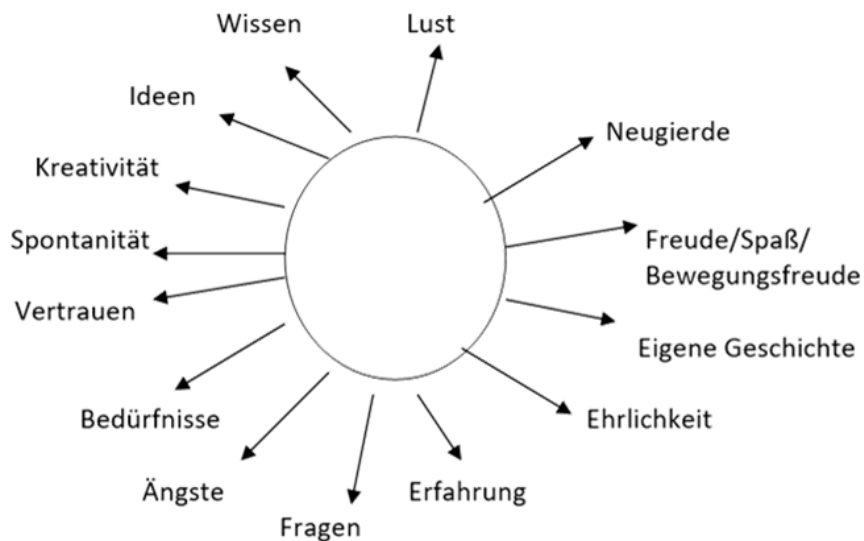 Wissen
Lust
Ideen
Neugierde
Kreativität
Spontanität
Freude/Spaß/
Bewegungsfreude
Vertrauen
Eigene Geschichte
Bedürfnisse
Ehrlichkeit
Ängste
Erfahrung
Fragen